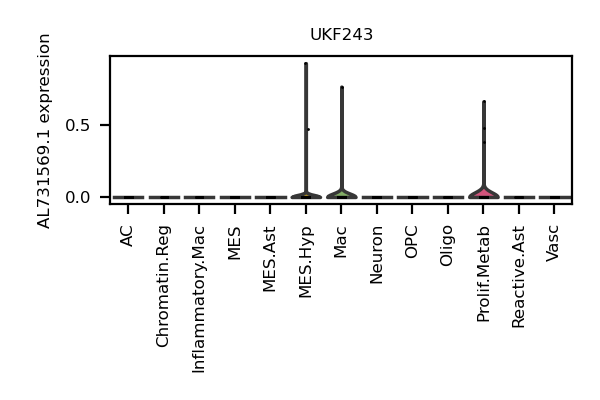 UKF243
AL731569.1 expression
0.5
0.0
AC
Chromatin.Reg
Inflammatory.Mac
MES
MES.Ast
MES.Hyp
Mac
Neuron
OPC
Oligo
Prolif.Metab
Reactive.Ast
Vasc